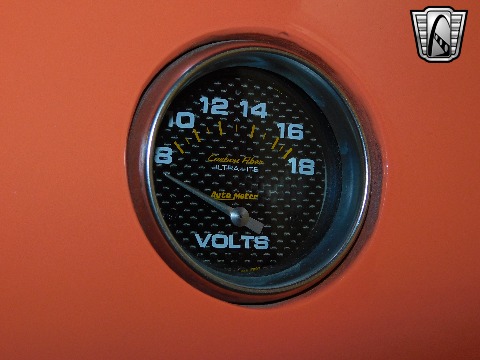 8 10 12 14 16 18
Carbon Fiber
ULTRA-LITE
Auto Meter
VOLTS